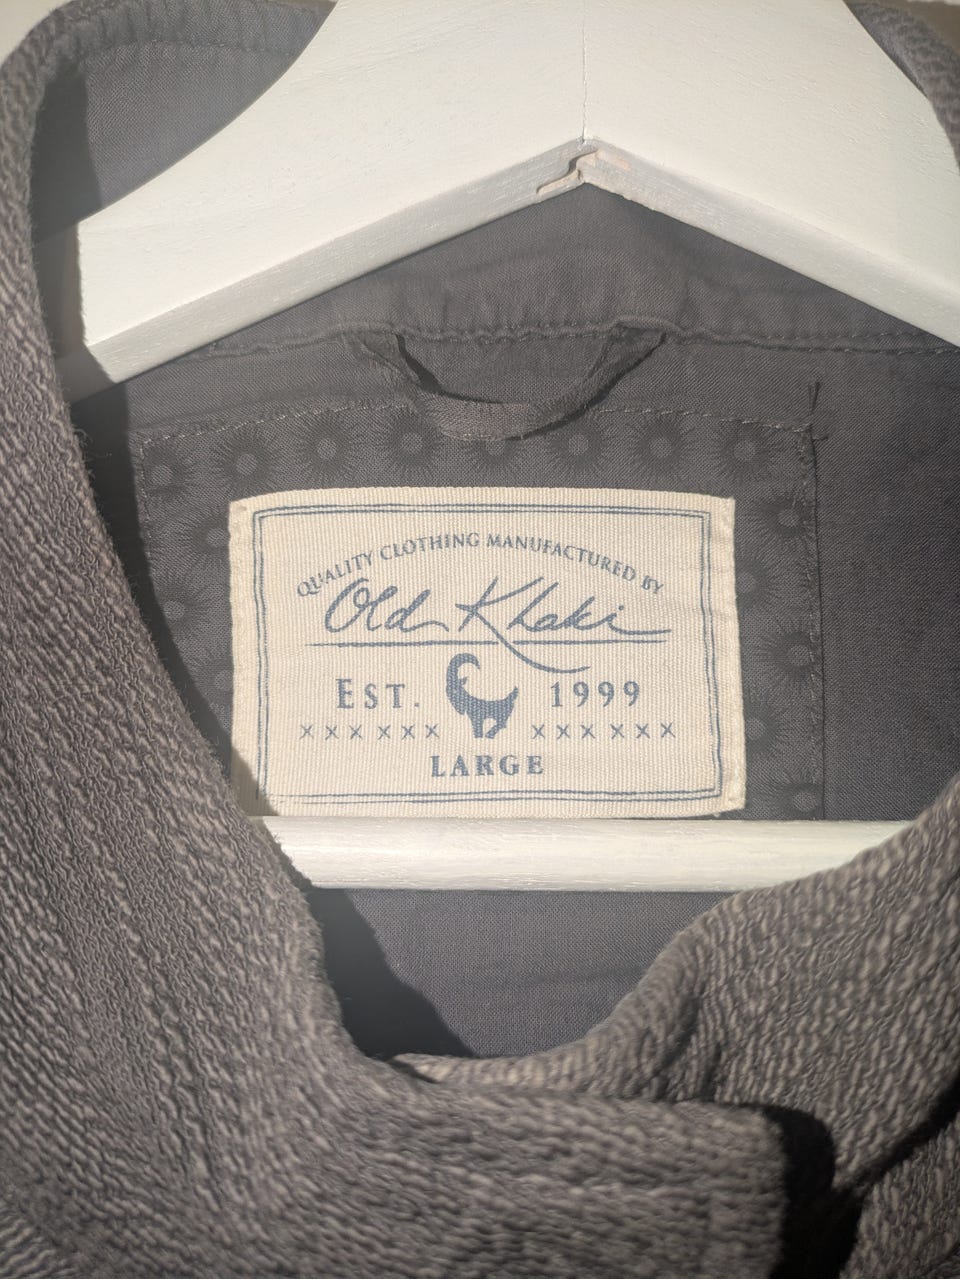 QUALITY CLOTHING MANUFACTURED BY
Old Khaki
EST. 1999
×××××× ××××××
LARGE